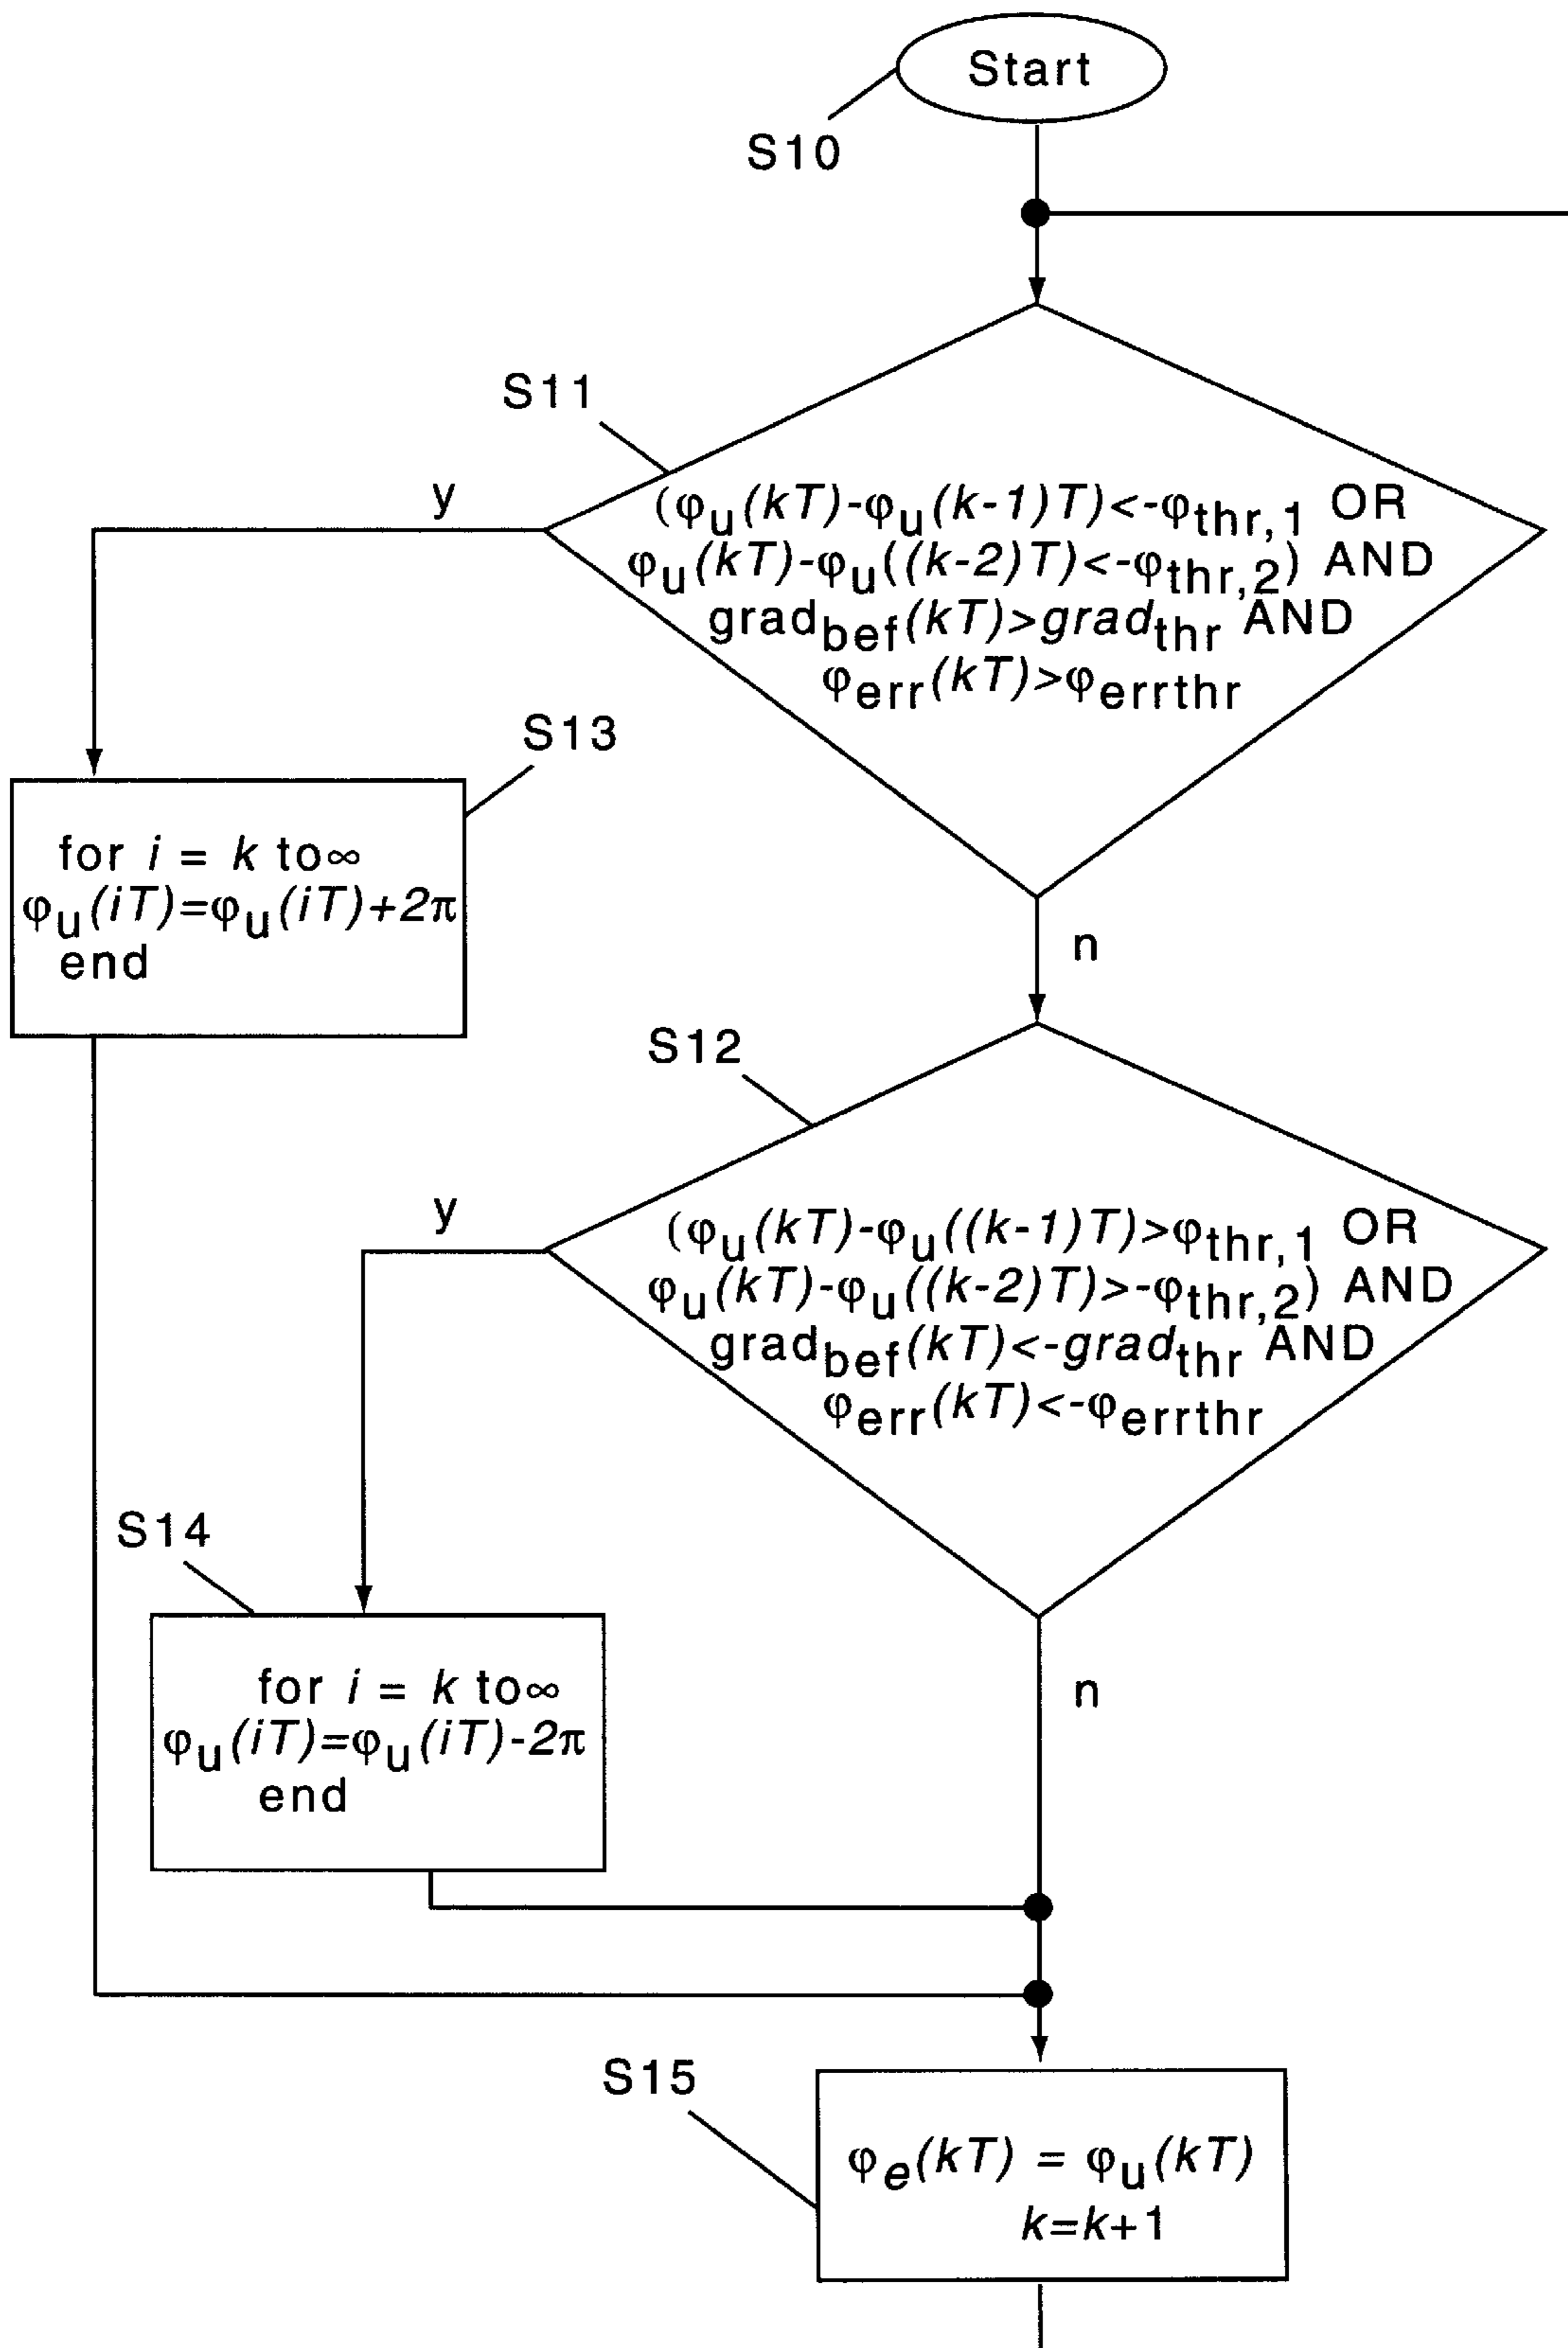 Start
S10
S11
y
(φu(kT)-φu(k-1)T)<-φthr,1 OR
φu(kT)-φu((k-2)T)<-φthr,2) AND
gradbef(kT)>gradthr AND
φerr(kT)>φerrthr
S13
for i = k to∞
φu(iT)=φu(iT)+2π
end
n
S12
y
(φu(kT)-φu((k-1)T)>φthr,1 OR
φu(kT)-φu((k-2)T)>-φthr,2) AND
gradbef(kT)<-gradthr AND
φerr(kT)<-φerrthr
S14
for i = k to∞
φu(iT)=φu(iT)-2π
end
n
S15
φe(kT) = φu(kT)
k=k+1